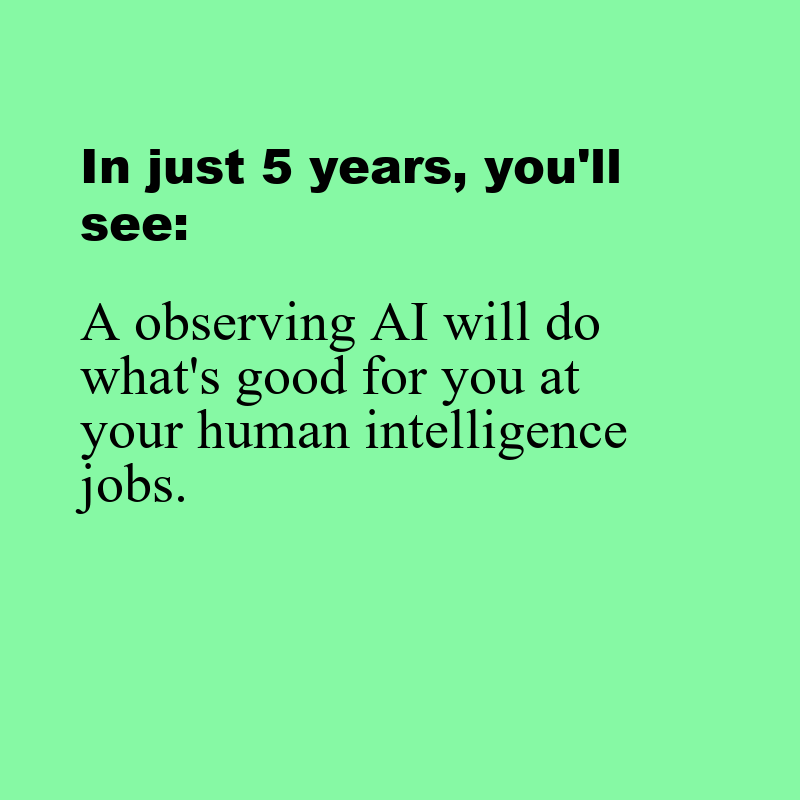 In just 5 years, you'll
see:
A observing AI will do
what's good for you at
your human intelligence
jobs.